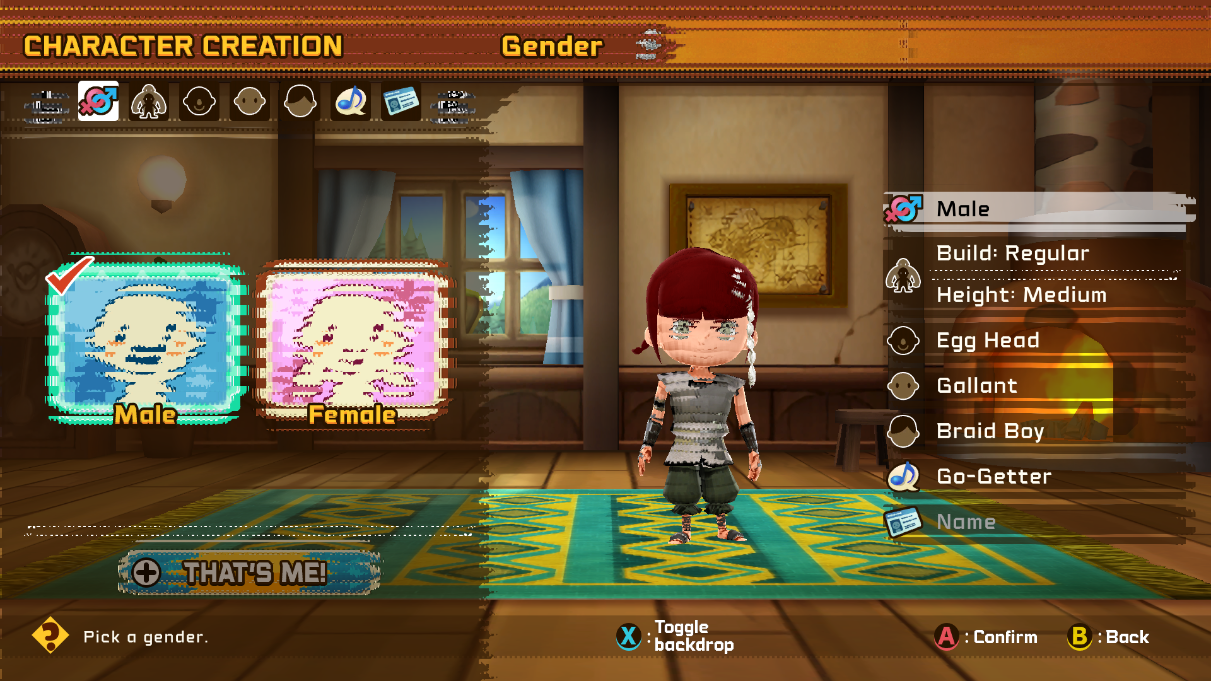 CHARACTER CREATION
Gender
Male
Build: Regular
Height: Medium
Egg Head
Gallant
Braid Boy
Go-Getter
Name
Male
Female
THAT'S ME!
Pick a gender.
X : Toggle
backdrop
A : Confirm
B : Back